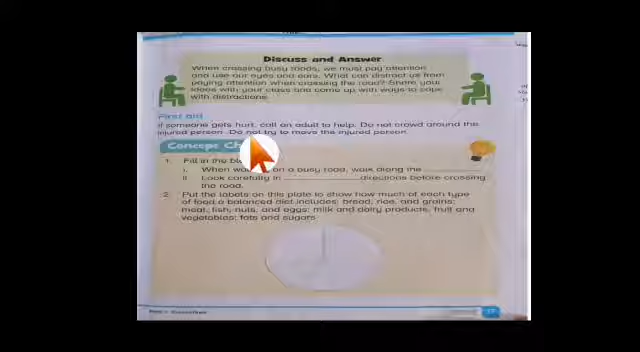 Discuss and Answer
When crossing busy roads, we must pay attention
and use our eyes and ears. What can distract us from
paying attention when crossing the road? Share your
ideas with your class and come up with ways to cope
with distractions.
First aid
If someone gets hurt, call an adult to help. Do not crowd around the
injured person. Do not try to move the injured person.
Concept Ch
1. Fill in the bl
i. When wa on a busy road, walk along the
ii. Look carefully in directions before crossing
the road.
2. Put the labels on this plate to show how much of each type
of food a balanced diet includes: bread, rice, and grains;
meat, fish, nuts, and eggs; milk and dairy products; fruit and
vegetables; fats and sugars.